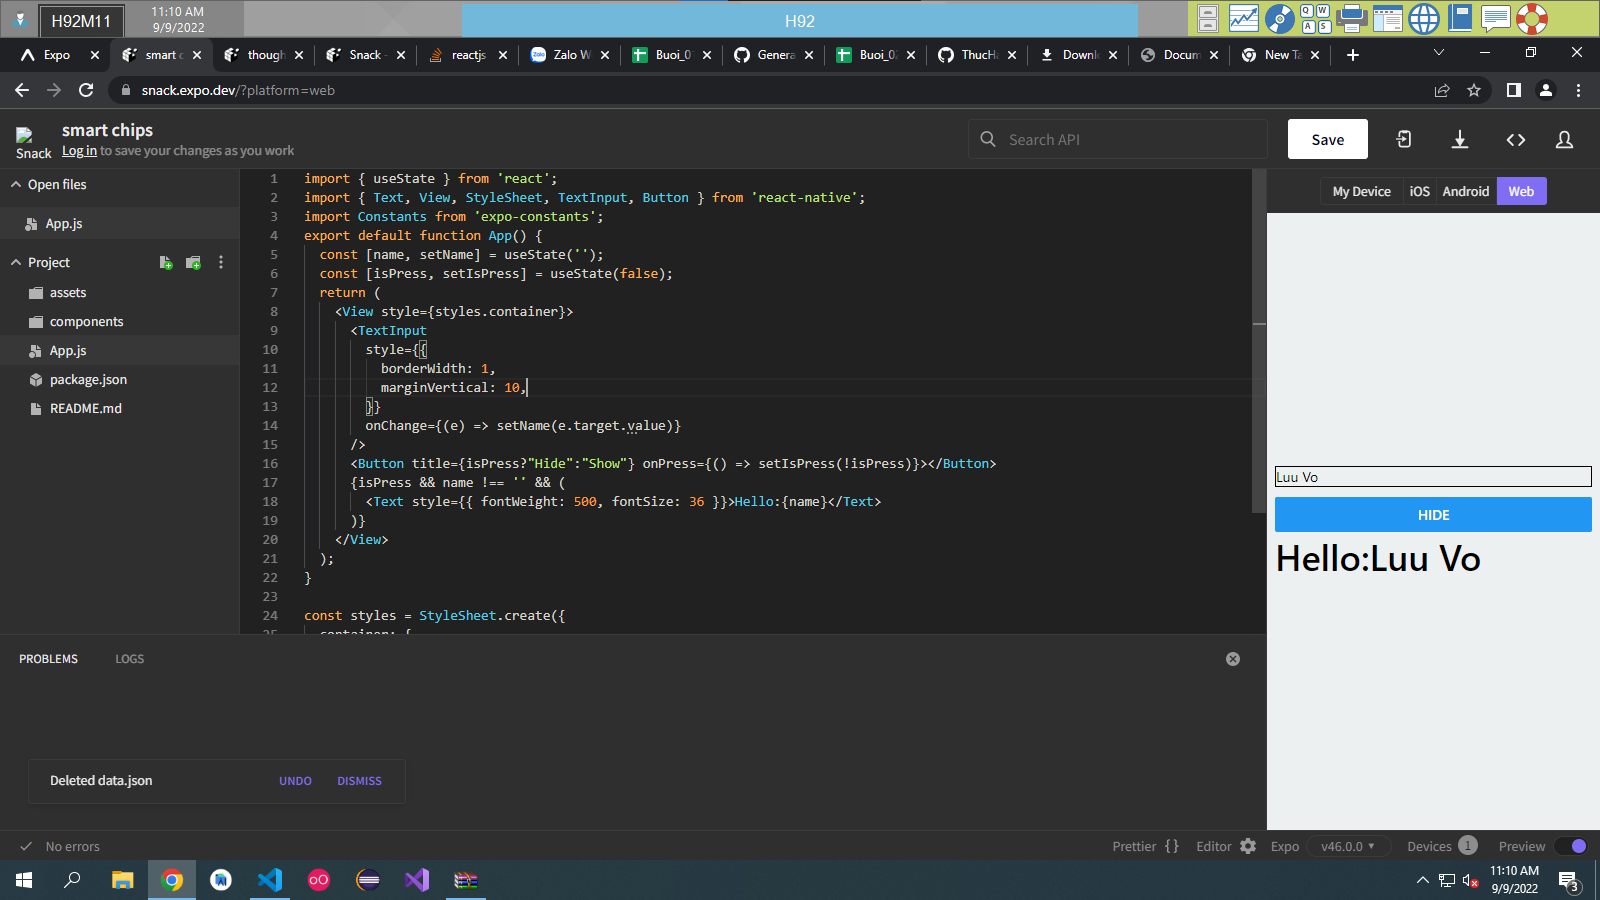 H92M11
11:10 AM
9/9/2022
H92
Q W
A S
Expo
smart c
though
Snack -
reactjs
Zalo W
Buoi_01
Genera
Buoi_02
ThucHa
Downl
Docum
New Ta
snack.expo.dev/?platform=web
Snack
smart chips
Log in to save your changes as you work
Search API
Save
Open files
App.js
Project
assets
components
App.js
package.json
README.md
1 import { useState } from 'react';
2 import { Text, View, StyleSheet, TextInput, Button } from 'react-native';
3 import Constants from 'expo-constants';
4 export default function App() {
5 const [name, setName] = useState('');
6 const [isPress, setIsPress] = useState(false);
7 return (
8 <View style={styles.container}>
9 <TextInput
10 style={{
11 borderWidth: 1,
12 marginVertical: 10,
13 }}
14 onChange={(e) => setName(e.target.value)}
15 />
16 <Button title={isPress?"Hide":"Show"} onPress={() => setIsPress(!isPress)}></Button>
17 {isPress && name !== '' && (
18 <Text style={{ fontWeight: 500, fontSize: 36 }}>Hello:{name}</Text>
19 )}
20 </View>
21 );
22 }
23
24 const styles = StyleSheet.create({
25 container: {
My Device
iOS
Android
Web
Luu Vo
HIDE
Hello:Luu Vo
PROBLEMS
LOGS
Deleted data.json
UNDO
DISMISS
No errors
Prettier {}
Editor
Expo
v46.0.0
Devices 1
Preview
11:10 AM
9/9/2022
3